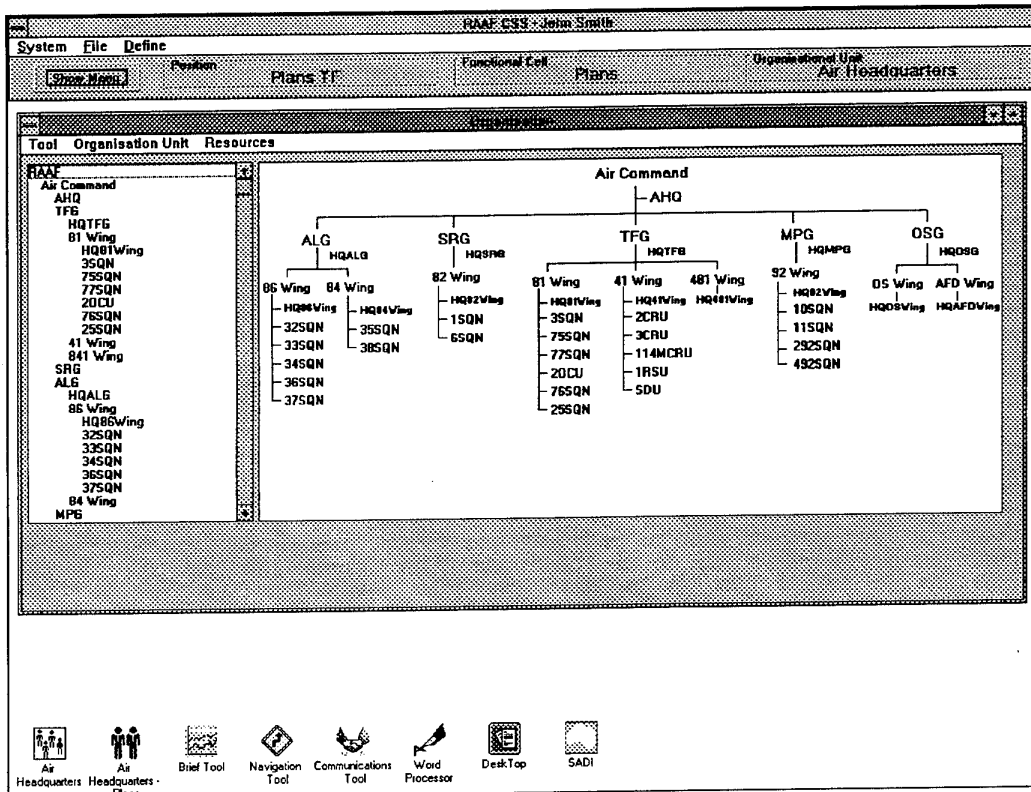 RAAF CSS - John Smith
System File Define
Show Menu
Position
Plans TF
Functional Cell
Plans
Organisational Unit
Air Headquarters
Organisation
Tool Organisation Unit Resources
RAAF
Air Command
AHQ
TFG
HQTFG
81 Wing
HQ81Wing
3SQN
75SQN
77SQN
2OCU
76SQN
25SQN
41 Wing
841 Wing
SRG
ALG
HQALG
86 Wing
HQ86Wing
32SQN
33SQN
34SQN
36SQN
37SQN
84 Wing
MPG
Air Command
AHQ
ALG
HQALG
86 Wing
HQ86Wing
32SQN
33SQN
34SQN
36SQN
37SQN
84 Wing
HQ84Wing
35SQN
38SQN
SRG
HQSRG
82 Wing
HQ82Wing
1SQN
6SQN
TFG
HQTFG
81 Wing
HQ81Wing
3SQN
75SQN
77SQN
2OCU
76SQN
25SQN
41 Wing
HQ41Wing
2CRU
3CRU
114MCRU
1RSU
SDU
481 Wing
HQ481Wing
MPG
HQMPG
92 Wing
HQ92Wing
10SQN
11SQN
292SQN
492SQN
OSG
HQOSG
OS Wing
HQOSWing
AFD Wing
HQAFDWing
Air
Headquarters
Air
Headquarters -
Brief Tool
Navigation
Tool
Communications
Tool
Word
Processor
DeskTop
SADI